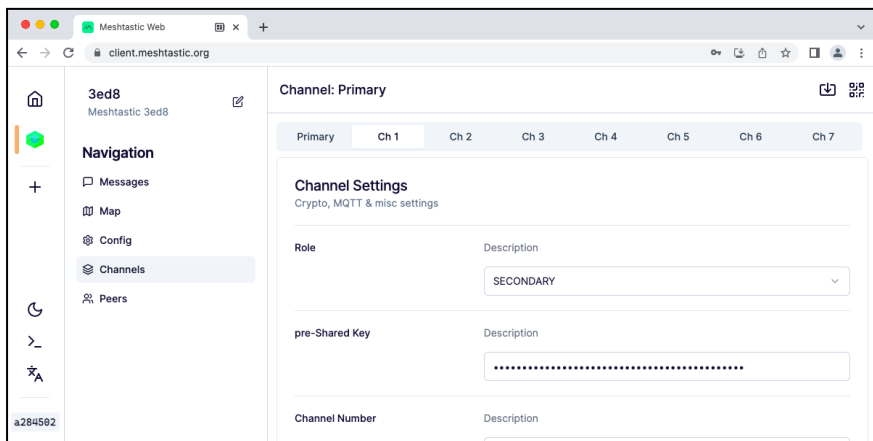 Meshtastic Web
client.meshtastic.org
3ed8
Meshtastic 3ed8
Navigation
Messages
Map
Config
Channels
Peers
a284502
Channel: Primary
Primary Ch 1 Ch 2 Ch 3 Ch 4 Ch 5 Ch 6 Ch 7
Channel Settings
Crypto, MQTT & misc settings
Role Description
SECONDARY
pre-Shared Key Description
•••••••••••••••••••••••••••••••••••••••••••
Channel Number Description